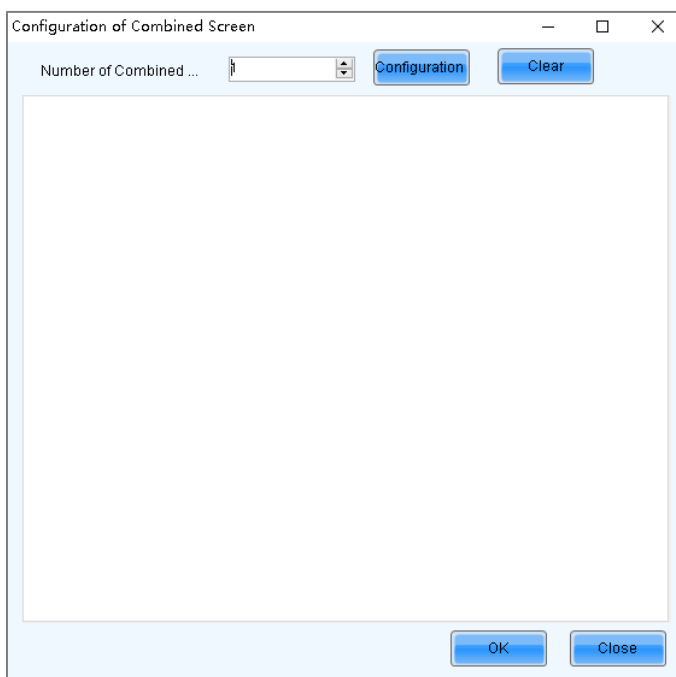 Configuration of Combined Screen
Number of Combined ... 1 Configuration Clear
OK Close